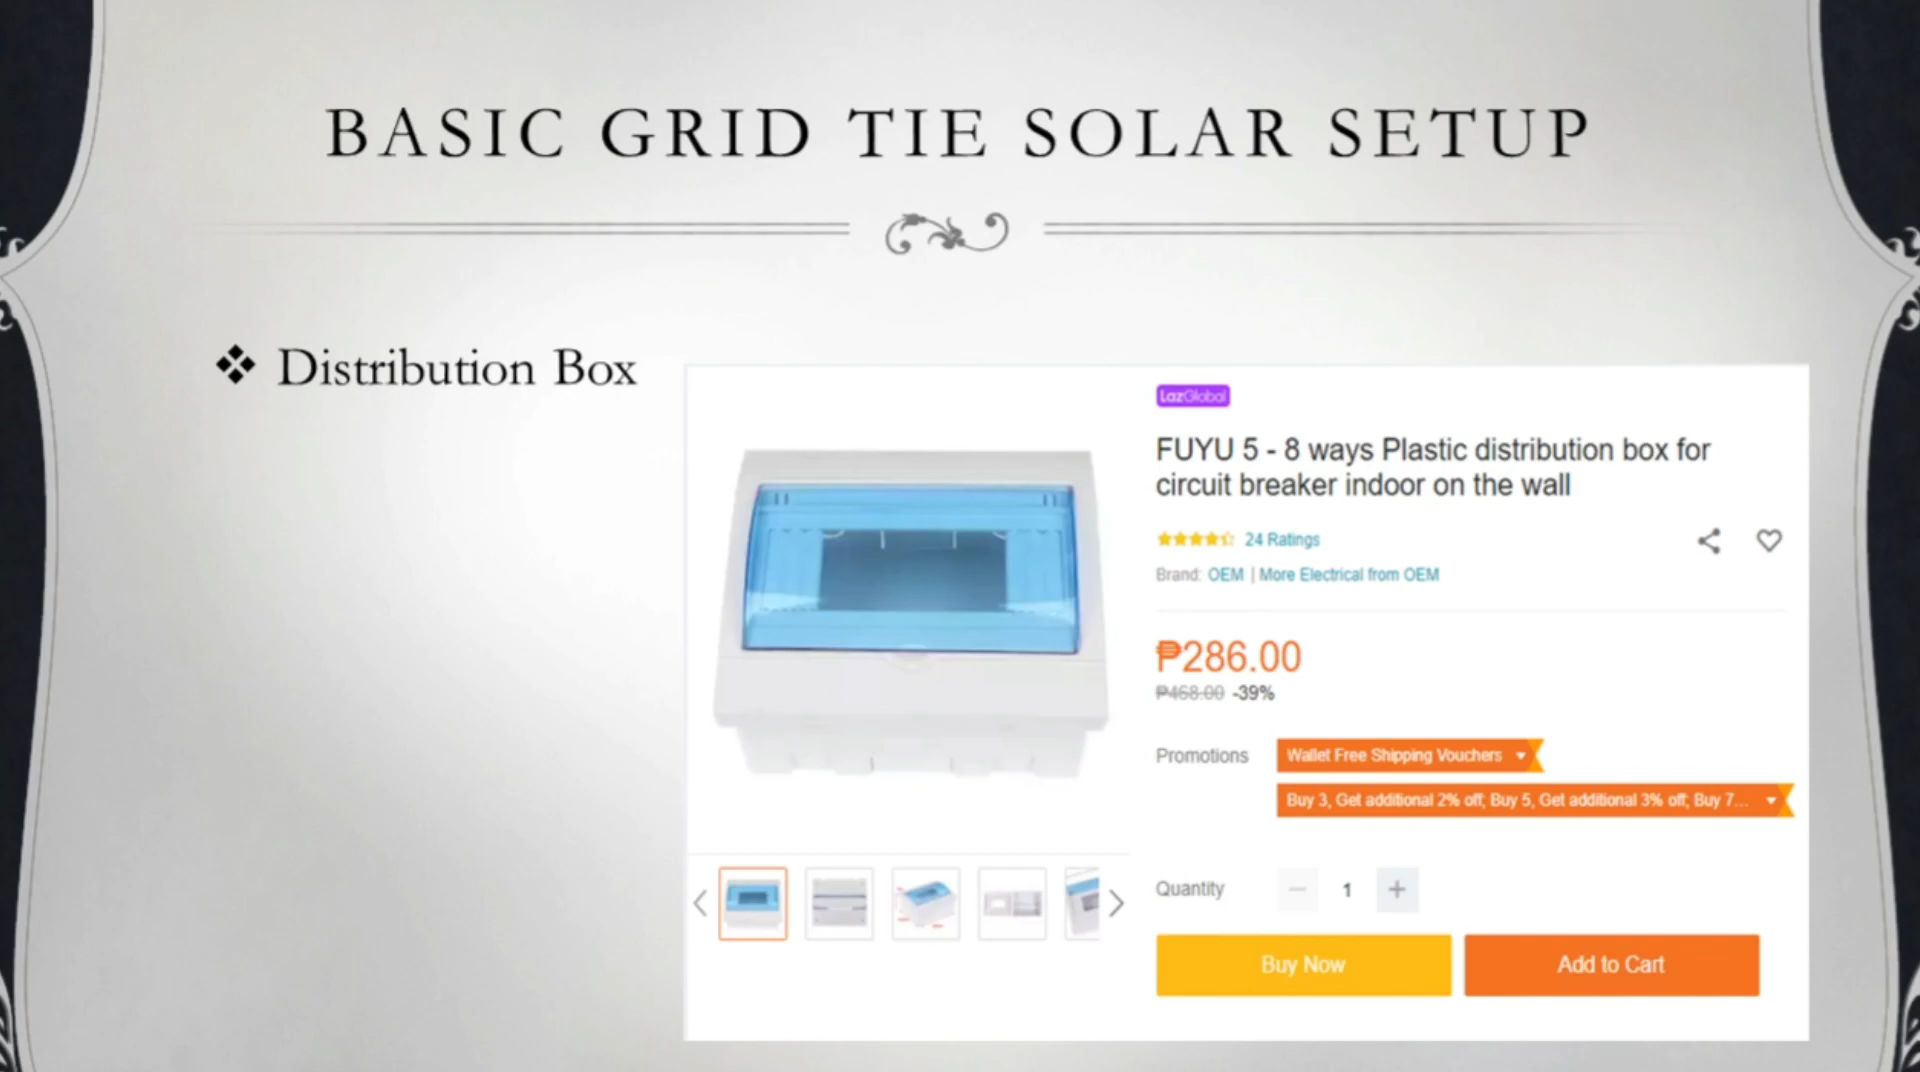 BASIC GRID TIE SOLAR SETUP
❖ Distribution Box
LazGlobal
FUYU 5 - 8 ways Plastic distribution box for
circuit breaker indoor on the wall
24 Ratings
Brand: OEM | More Electrical from OEM
₱286.00
₱468.00 -39%
Promotions Wallet Free Shipping Vouchers
Buy 3, Get additional 2% off; Buy 5, Get additional 3% off; Buy 7...
Quantity − 1 +
Buy Now Add to Cart